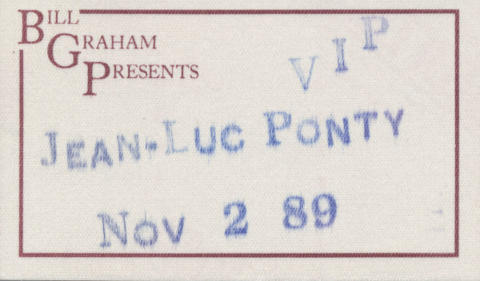 BILL
GRAHAM
PRESENTS
VIP
JEAN-LUC PONTY
NOV 2 89